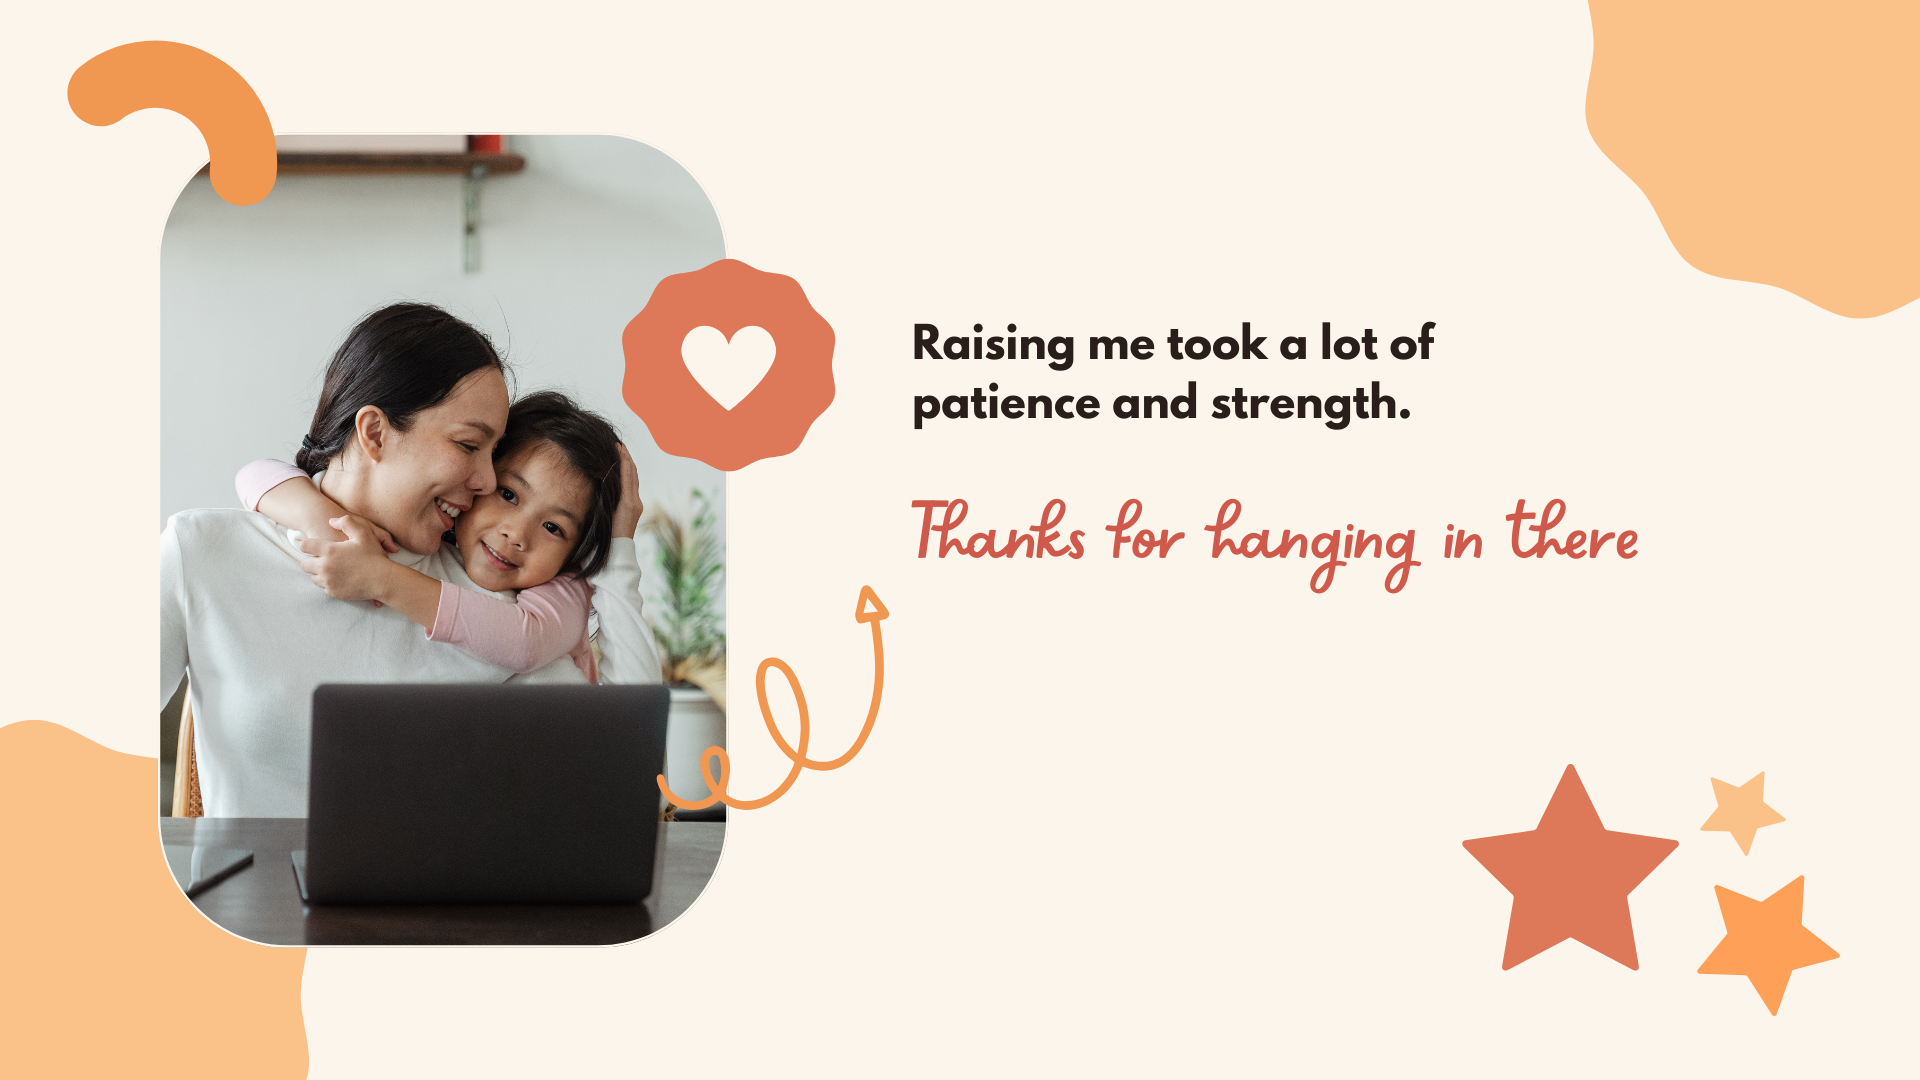 Raising me took a lot of
patience and strength.
Thanks for hanging in there